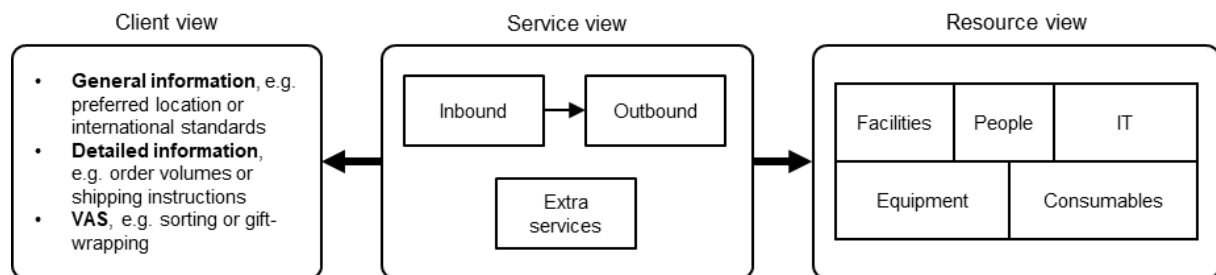 Client view
• General information, e.g.
preferred location or
international standards
• Detailed information,
e.g. order volumes or
shipping instructions
• VAS, e.g. sorting or gift-
wrapping
Service view
Inbound
Outbound
Extra
services
Resource view
Facilities
People
IT
Equipment
Consumables